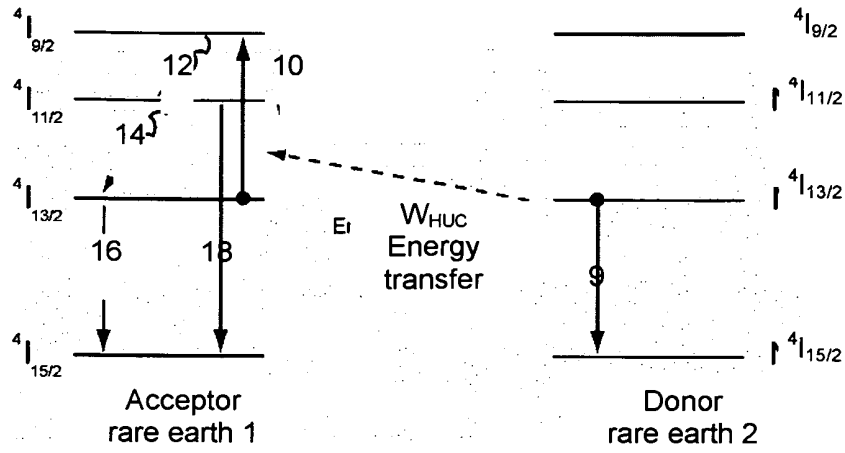 ⁴I₉/₂
12
10
⁴I₉/₂
⁴I₁₁/₂
14
⁴I₁₁/₂
⁴I₁₃/₂
16
18
W_HUC
Energy
transfer
9
⁴I₁₃/₂
⁴I₁₅/₂
⁴I₁₅/₂
Acceptor
rare earth 1
Donor
rare earth 2